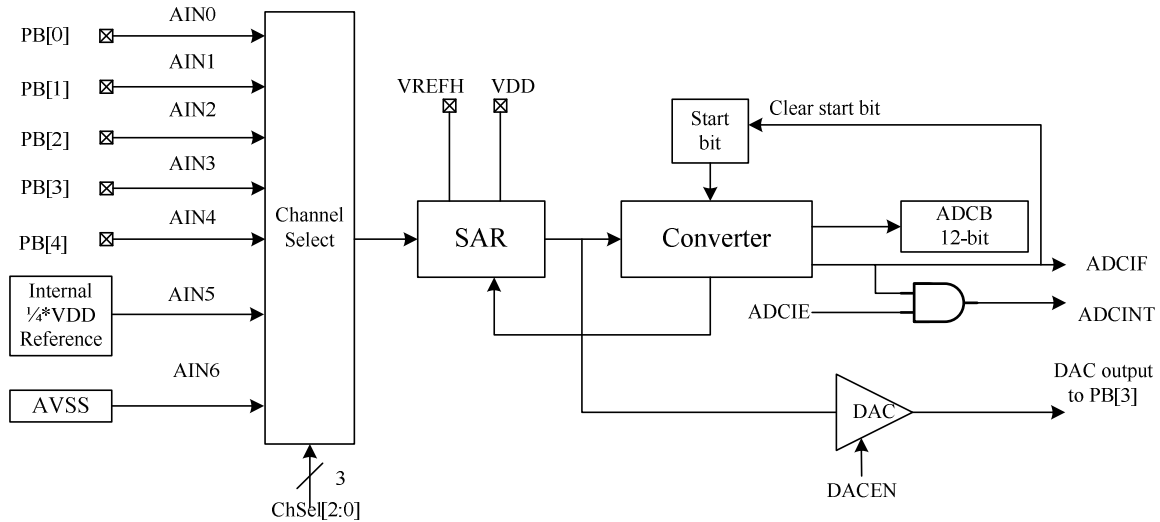 PB[0]
AIN0
PB[1]
AIN1
PB[2]
AIN2
PB[3]
AIN3
PB[4]
AIN4
Internal
¼*VDD
Reference
AIN5
AVSS
AIN6
Channel
Select
3
ChSel[2:0]
VREFH
VDD
SAR
Start
bit
Clear start bit
Converter
ADCB
12-bit
ADCIF
ADCIE
ADCINT
DAC
DACEN
DAC output
to PB[3]